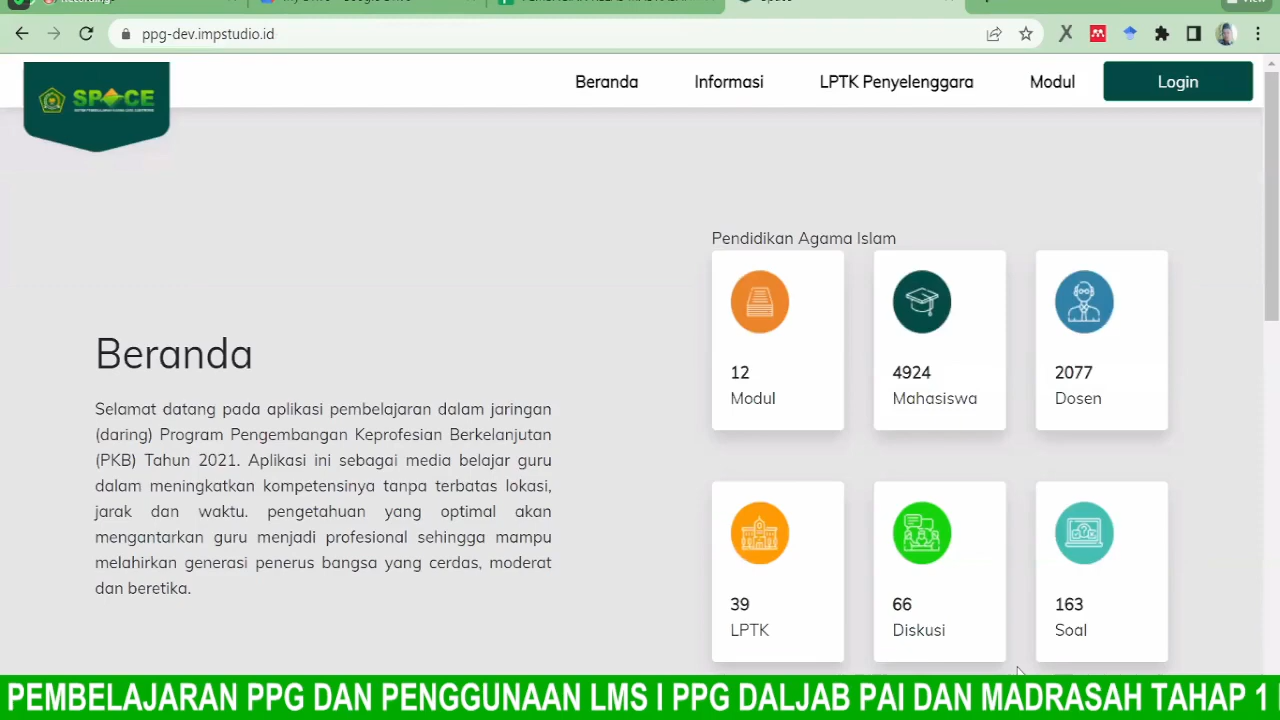 ppg-dev.impstudio.id
SPACE
Beranda
Informasi
LPTK Penyelenggara
Modul
Login
Pendidikan Agama Islam
12
Modul
4924
Mahasiswa
2077
Dosen
Beranda
Selamat datang pada aplikasi pembelajaran dalam jaringan
(daring) Program Pengembangan Keprofesian Berkelanjutan
(PKB) Tahun 2021. Aplikasi ini sebagai media belajar guru
dalam meningkatkan kompetensinya tanpa terbatas lokasi,
jarak dan waktu. pengetahuan yang optimal akan
mengantarkan guru menjadi profesional sehingga mampu
melahirkan generasi penerus bangsa yang cerdas, moderat
dan beretika.
39
LPTK
66
Diskusi
163
Soal
PEMBELAJARAN PPG DAN PENGGUNAAN LMS I PPG DALJAB PAI DAN MADRASAH TAHAP 1